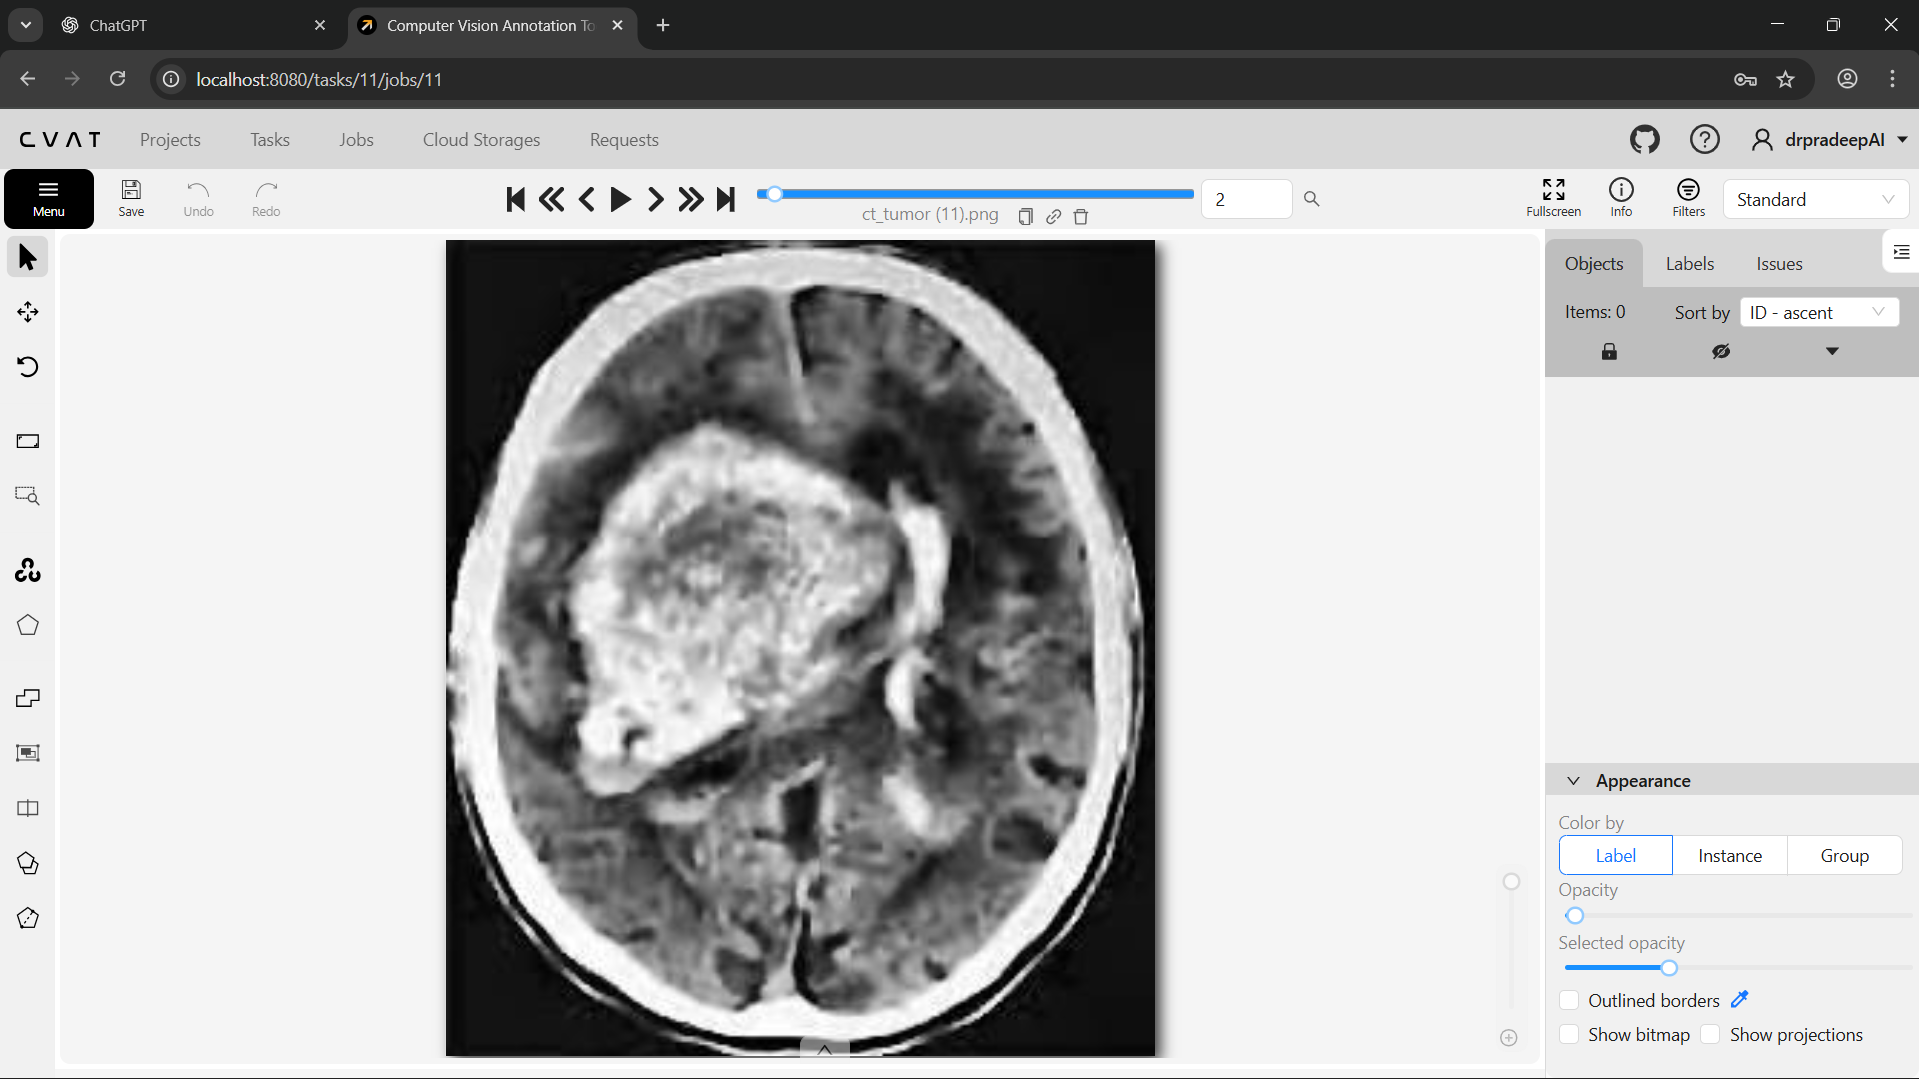 ChatGPT
Computer Vision Annotation To
localhost:8080/tasks/11/jobs/11
CVAT Projects Tasks Jobs Cloud Storages Requests drpradeepAI
Menu Save Undo Redo 2 Fullscreen Info Filters Standard
ct_tumor (11).png
Objects Labels Issues
Items: 0 Sort by ID - ascent
Appearance
Color by
Label Instance Group
Opacity
Selected opacity
Outlined borders
Show bitmap Show projections